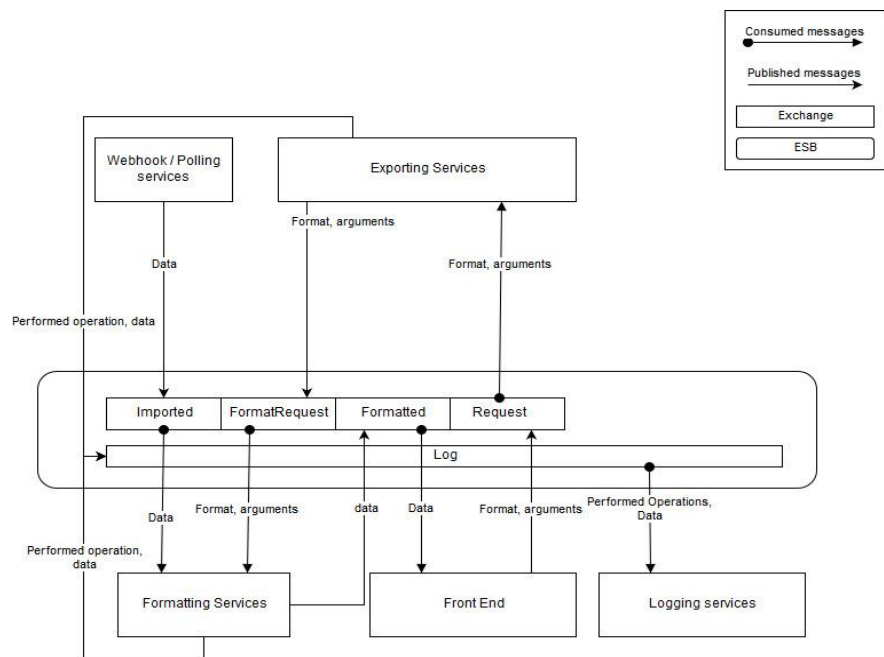 Consumed messages
Published messages
Exchange
ESB
Webhook / Polling
services
Exporting Services
Format, arguments
Data
Format, arguments
Performed operation, data
Imported
FormatRequest
Formatted
Request
Log
Data
Format, arguments
data
Data
Format, arguments
Performed Operations,
Data
Performed operation,
data
Formatting Services
Front End
Logging services